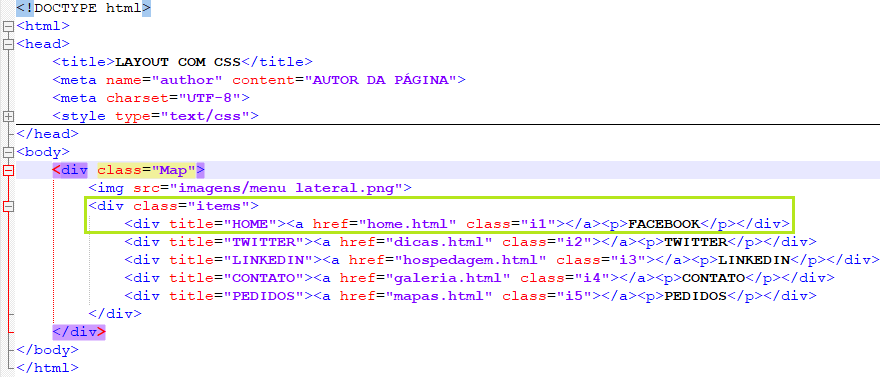 <!DOCTYPE html>
<html>
<head>
<title>LAYOUT COM CSS</title>
<meta name="author" content="AUTOR DA PÁGINA">
<meta charset="UTF-8">
<style type="text/css">
</head>
<body>
<div class="Map">
<img src="imagens/menu lateral.png">
<div class="items">
<div title="HOME"><a href="home.html" class="i1"></a><p>FACEBOOK</p></div>
<div title="TWITTER"><a href="dicas.html" class="i2"></a><p>TWITTER</p></div>
<div title="LINKEDIN"><a href="hospedagem.html" class="i3"></a><p>LINKEDIN</p></div>
<div title="CONTATO"><a href="galeria.html" class="i4"></a><p>CONTATO</p></div>
<div title="PEDIDOS"><a href="mapas.html" class="i5"></a><p>PEDIDOS</p></div>
</div>
</div>
</body>
</html>